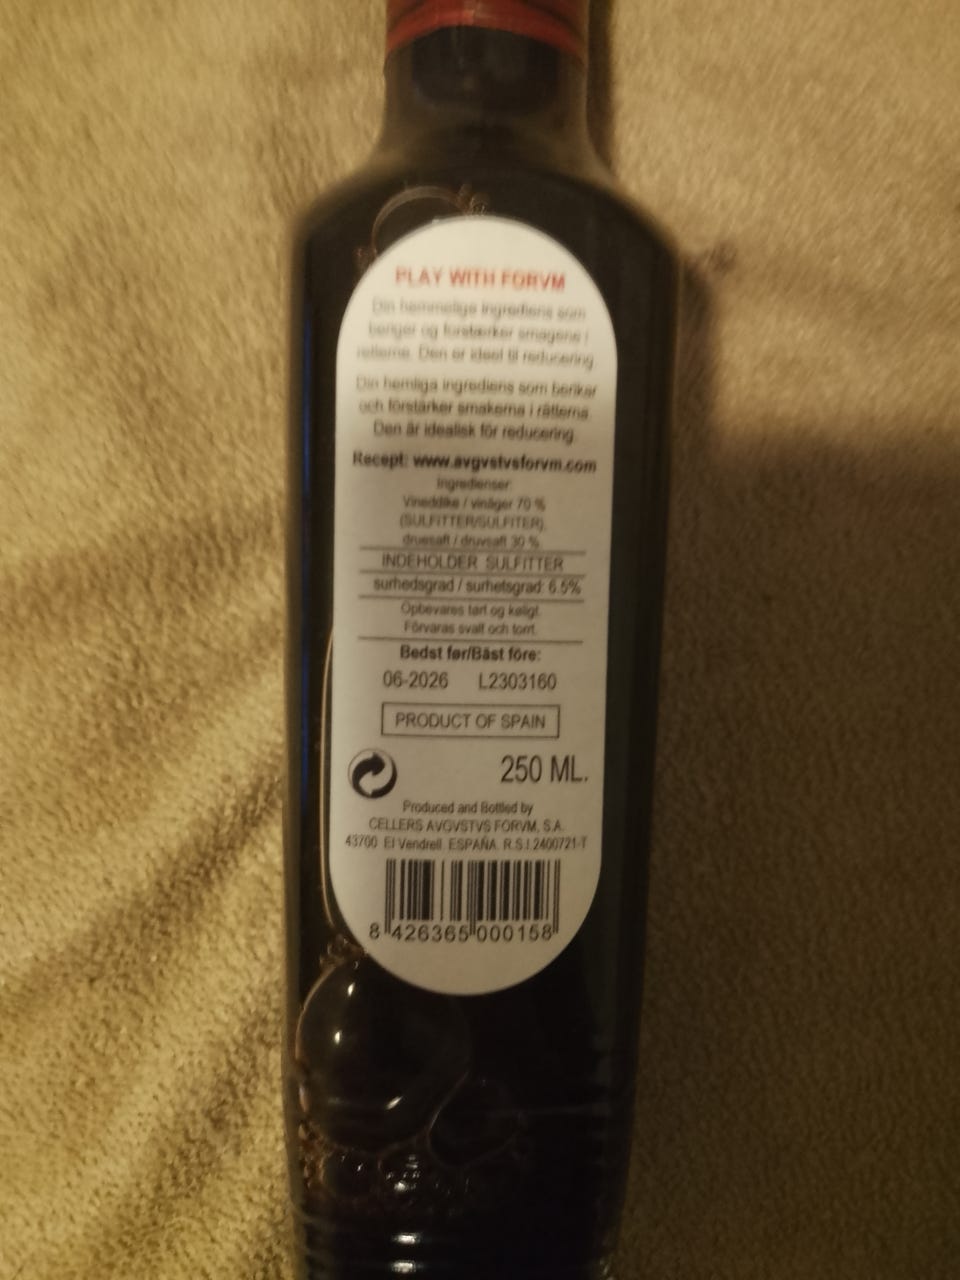 PLAY WITH FORVM
Din hemmelige ingrediens som
beriger og forstærker smagene i
retterne. Den er ideel til reducering
Din hemliga ingrediens som berikar
och förstärker smakerna i rätterna.
Den är idealisk för reducering.
Recept: www.avgvstvsforvm.com
Ingredienser:
Vineddike / vinäger 70 %
(SULFITTER/SULFITER),
druesaft / druvsaft 30 %
INDEHOLDER SULFITTER
surhedsgrad / surhetsgrad: 6.5%
Opbevares tørt og køligt.
Förvaras svalt och torrt.
Bedst før/Bäst före:
06-2026 L2303160
PRODUCT OF SPAIN
250 ML.
Produced and Bottled by
CELLERS AVGVSTVS FORVM, S.A.
43700 El Vendrell. ESPAÑA. R.S.I.2400721-T
8 426365 000158